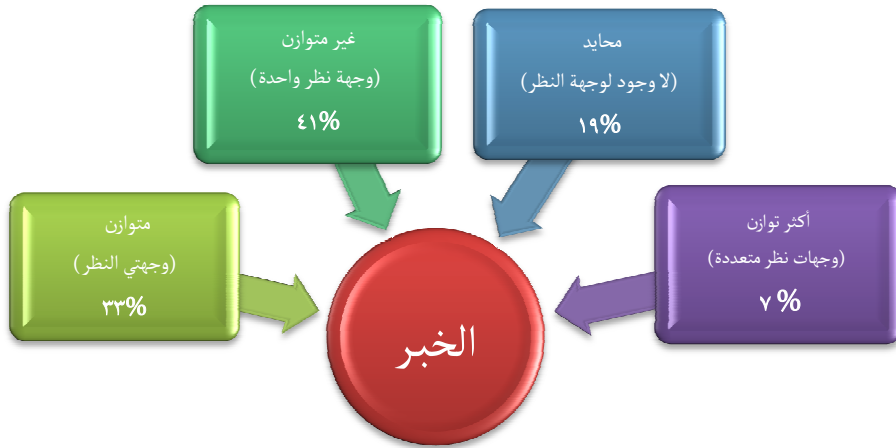 محايد
(لا وجود لوجهة النظر)
١٩%
غير متوازن
(وجهة نظر واحدة)
٤١%
أكثر توازن
(وجهات نظر متعددة)
٧ %
متوازن
(وجهتي النظر)
٣٣%
الخبر